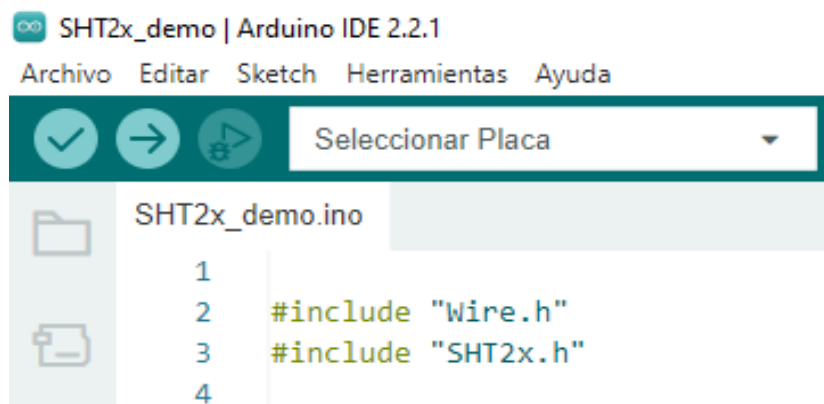 SHT2x_demo | Arduino IDE 2.2.1
Archivo Editar Sketch Herramientas Ayuda
Seleccionar Placa
SHT2x_demo.ino
1
2 #include "Wire.h"
3 #include "SHT2x.h"
4